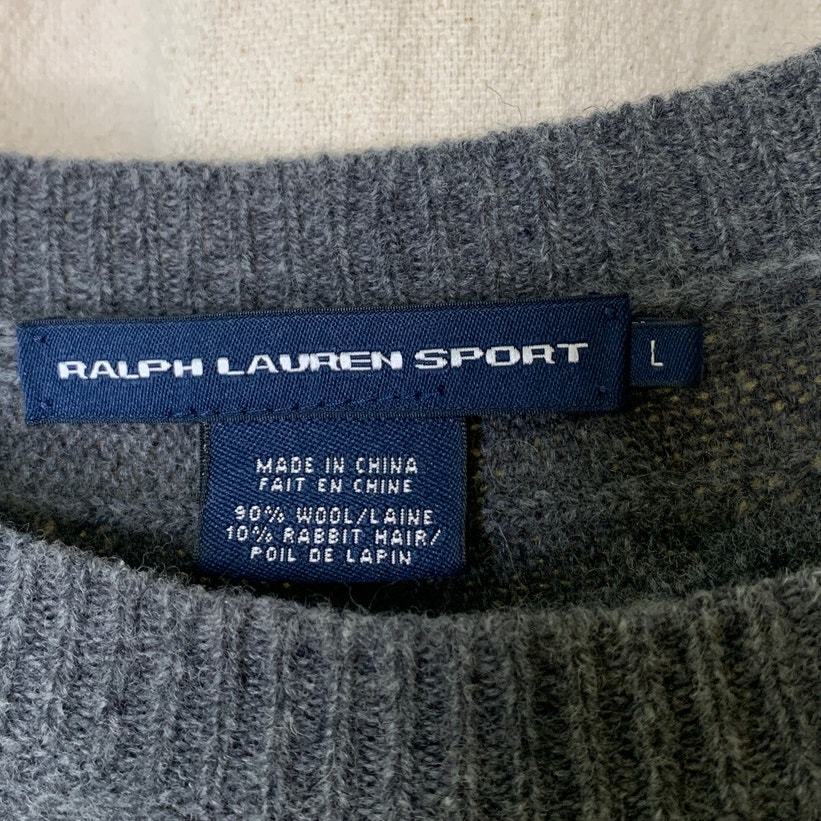 RALPH LAUREN SPORT
L
MADE IN CHINA
FAIT EN CHINE
90% WOOL/LAINE
10% RABBIT HAIR/
POIL DE LAPIN